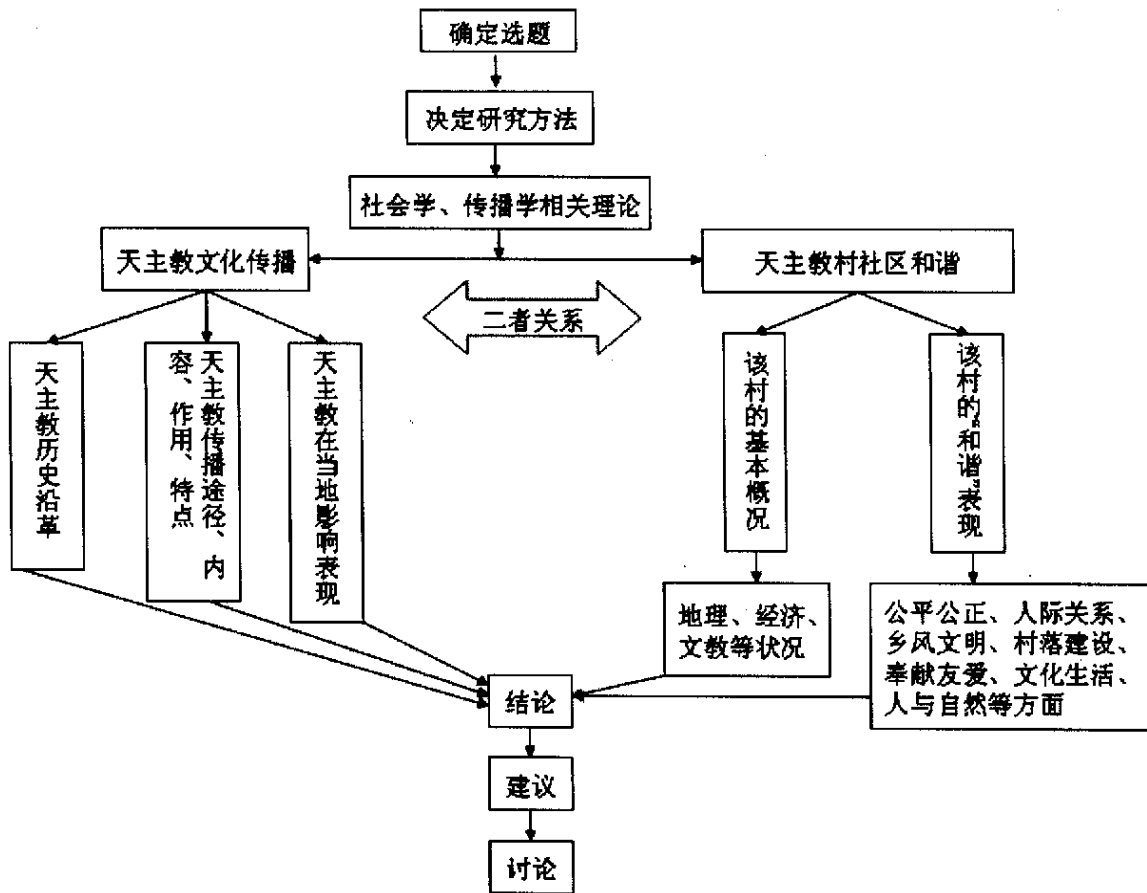 确定选题
决定研究方法
社会学、传播学相关理论
天主教文化传播
天主教村社区和谐
二者关系
天主教历史沿革
天主教传播途径、内
容、作用、特点
天主教在当地影响表现
该村的基本概况
该村的“和谐”表现
地理、经济、
文教等状况
公平公正、人际关系、
乡风文明、村落建设、
奉献友爱、文化生活、
人与自然等方面
结论
建议
讨论